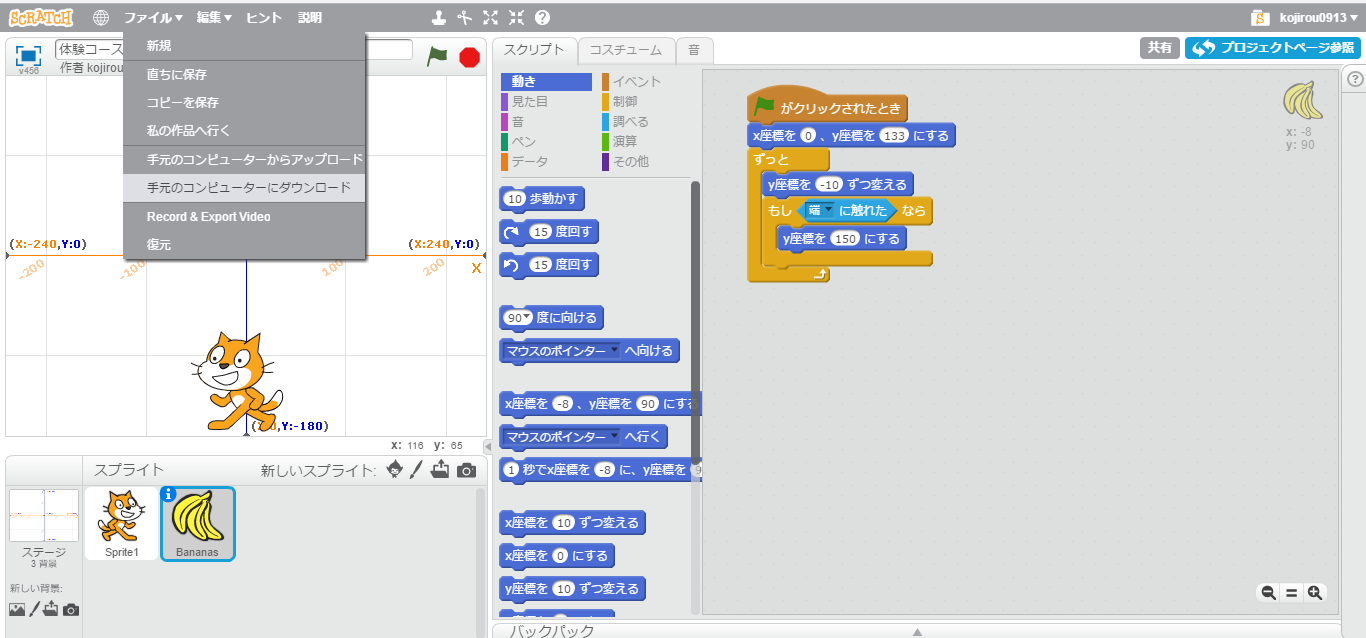 SCRATCH
ファイル▼ 編集▼ ヒント 説明
kojirou0913▼
新規
直ちに保存
コピーを保存
私の作品へ行く
手元のコンピューターからアップロード
手元のコンピューターにダウンロード
Record & Export Video
復元
v456
体験コース
作者 kojirou
(X:-240,Y:0)
(X:240,Y:0)
-200
-100
100
200
X
,Y:-180)
x: 116 y: 65
スプライト
新しいスプライト:
ステージ
3 背景
新しい背景:
Sprite1
Bananas
スクリプト コスチューム 音
共有
プロジェクトページ参照
動き イベント
見た目 制御
音 調べる
ペン 演算
データ その他
10 歩動かす
15 度回す
15 度回す
90▼ 度に向ける
マウスのポインター へ向ける
x座標を -8 、y座標を 90 にする
マウスのポインター へ行く
1 秒でx座標を -8 に、y座標を 9
x座標を 10 ずつ変える
x座標を 0 にする
y座標を 10 ずつ変える
がクリックされたとき
x座標を 0 、y座標を 133 にする
ずっと
y座標を -10 ずつ変える
もし 端 に触れた なら
y座標を 150 にする
x: -8
y: 90
バックパック